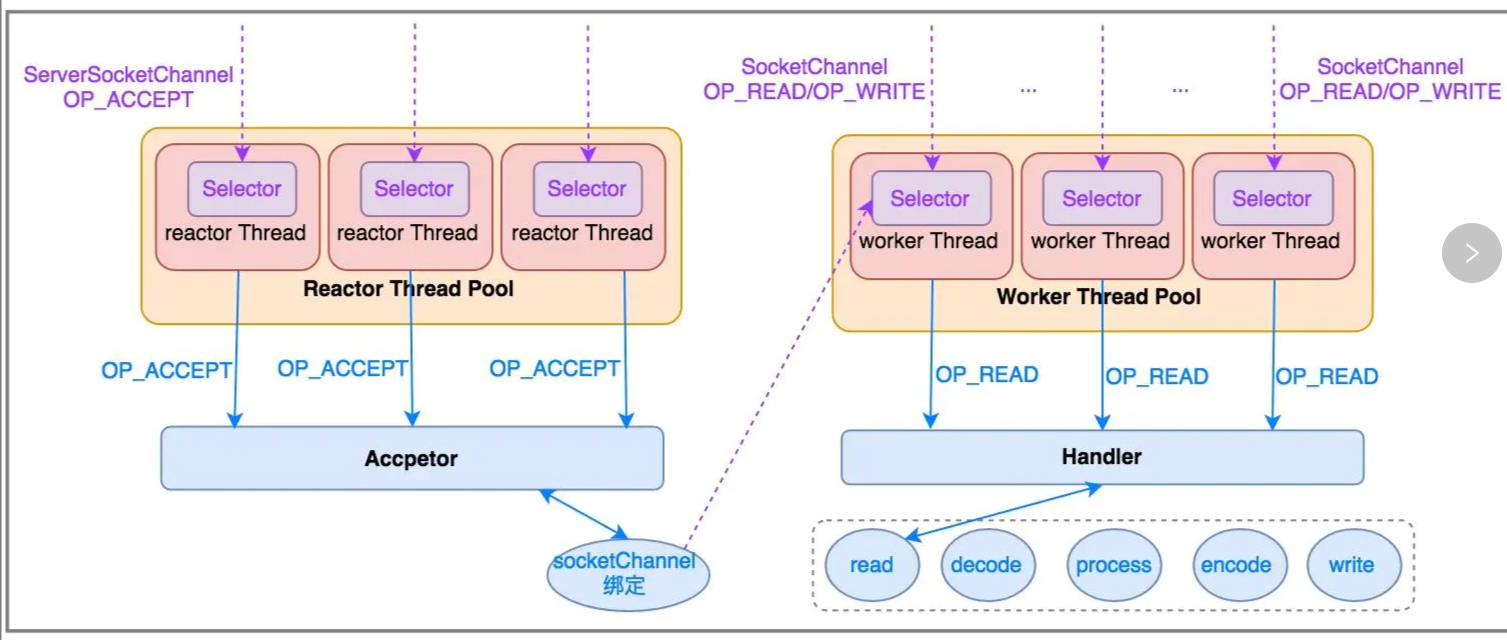 ServerSocketChannel
OP_ACCEPT
SocketChannel
OP_READ/OP_WRITE
...
...
SocketChannel
OP_READ/OP_WRITE
Selector
reactor Thread
Selector
reactor Thread
Selector
reactor Thread
Reactor Thread Pool
Selector
worker Thread
Selector
worker Thread
Selector
worker Thread
Worker Thread Pool
OP_ACCEPT
OP_ACCEPT
OP_ACCEPT
OP_READ
OP_READ
OP_READ
Accpetor
Handler
socketChannel
绑定
read
decode
process
encode
write